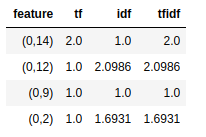 feature tf idf tfidf
(0,14) 2.0 1.0 2.0
(0,12) 1.0 2.0986 2.0986
(0,9) 1.0 1.0 1.0
(0,2) 1.0 1.6931 1.6931